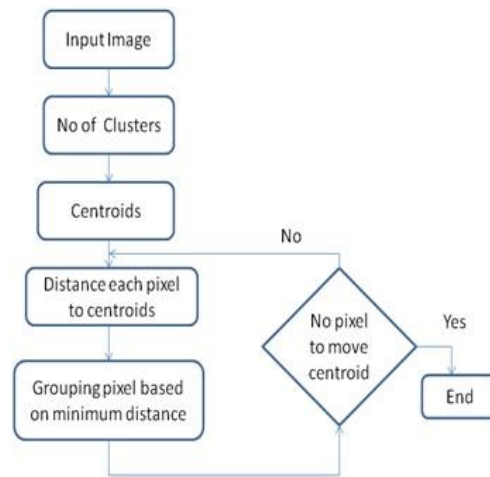 Input Image
No of Clusters
Centroids
No
Distance each pixel
to centroids
No pixel
to move
centroid
Yes
Grouping pixel based
on minimum distance
End